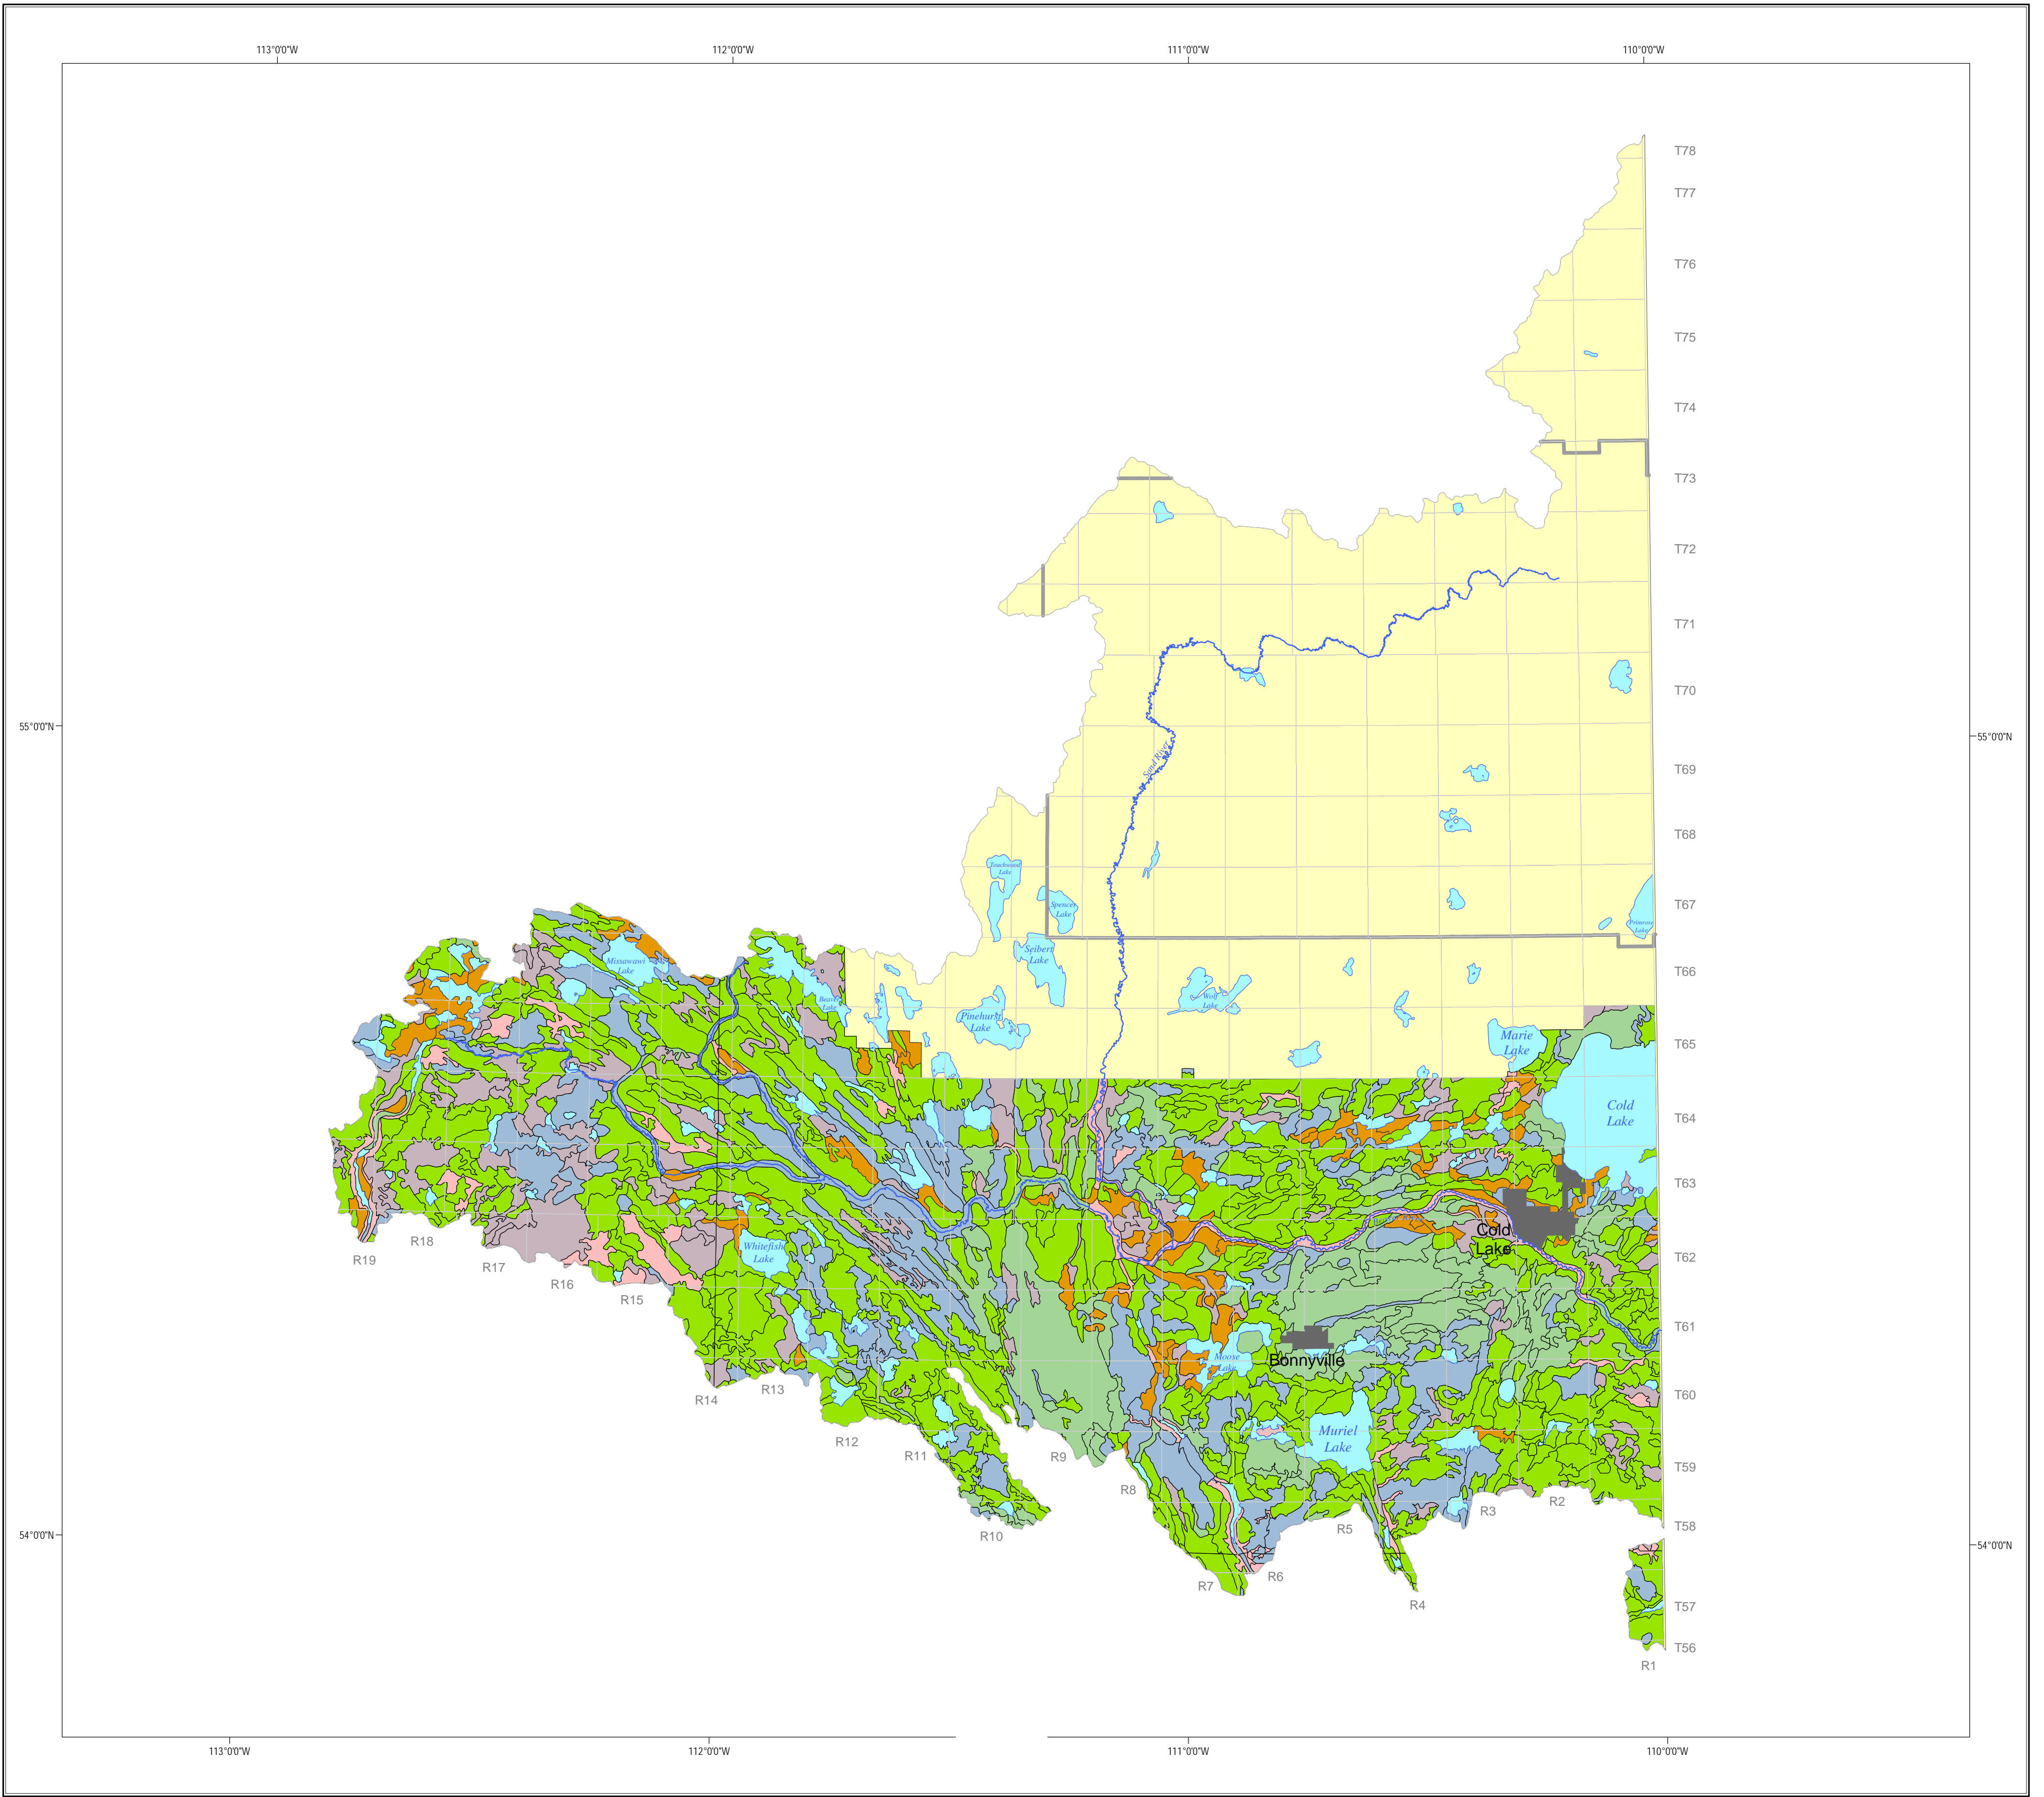 113°0'0"W
112°0'0"W
111°0'0"W
110°0'0"W
T78
T77
T76
T75
T74
T73
T72
T71
T70
55°0'0"N
55°0'0"N
Sand River
T69
T68
Touchwood
Lake
T67
Spencer
Lake
Primrose
Lake
Seibert
Lake
T66
Missawawi
Lake
Beaver
Lake
Wolf
Lake
Pinehurst
Lake
Marie
Lake
T65
Cold
Lake
T64
T63
Cold
Lake
R19
R18
R17
R16
R15
Whitefish
Lake
T62
T61
Moose
Lake
Bonnyville
R14
R13
T60
R12
R11
R9
Muriel
Lake
T59
R10
R8
R5
R3
R2
T58
54°0'0"N
54°0'0"N
R7
R6
R4
T57
T56
R1
113°0'0"W
112°0'0"W
111°0'0"W
110°0'0"W